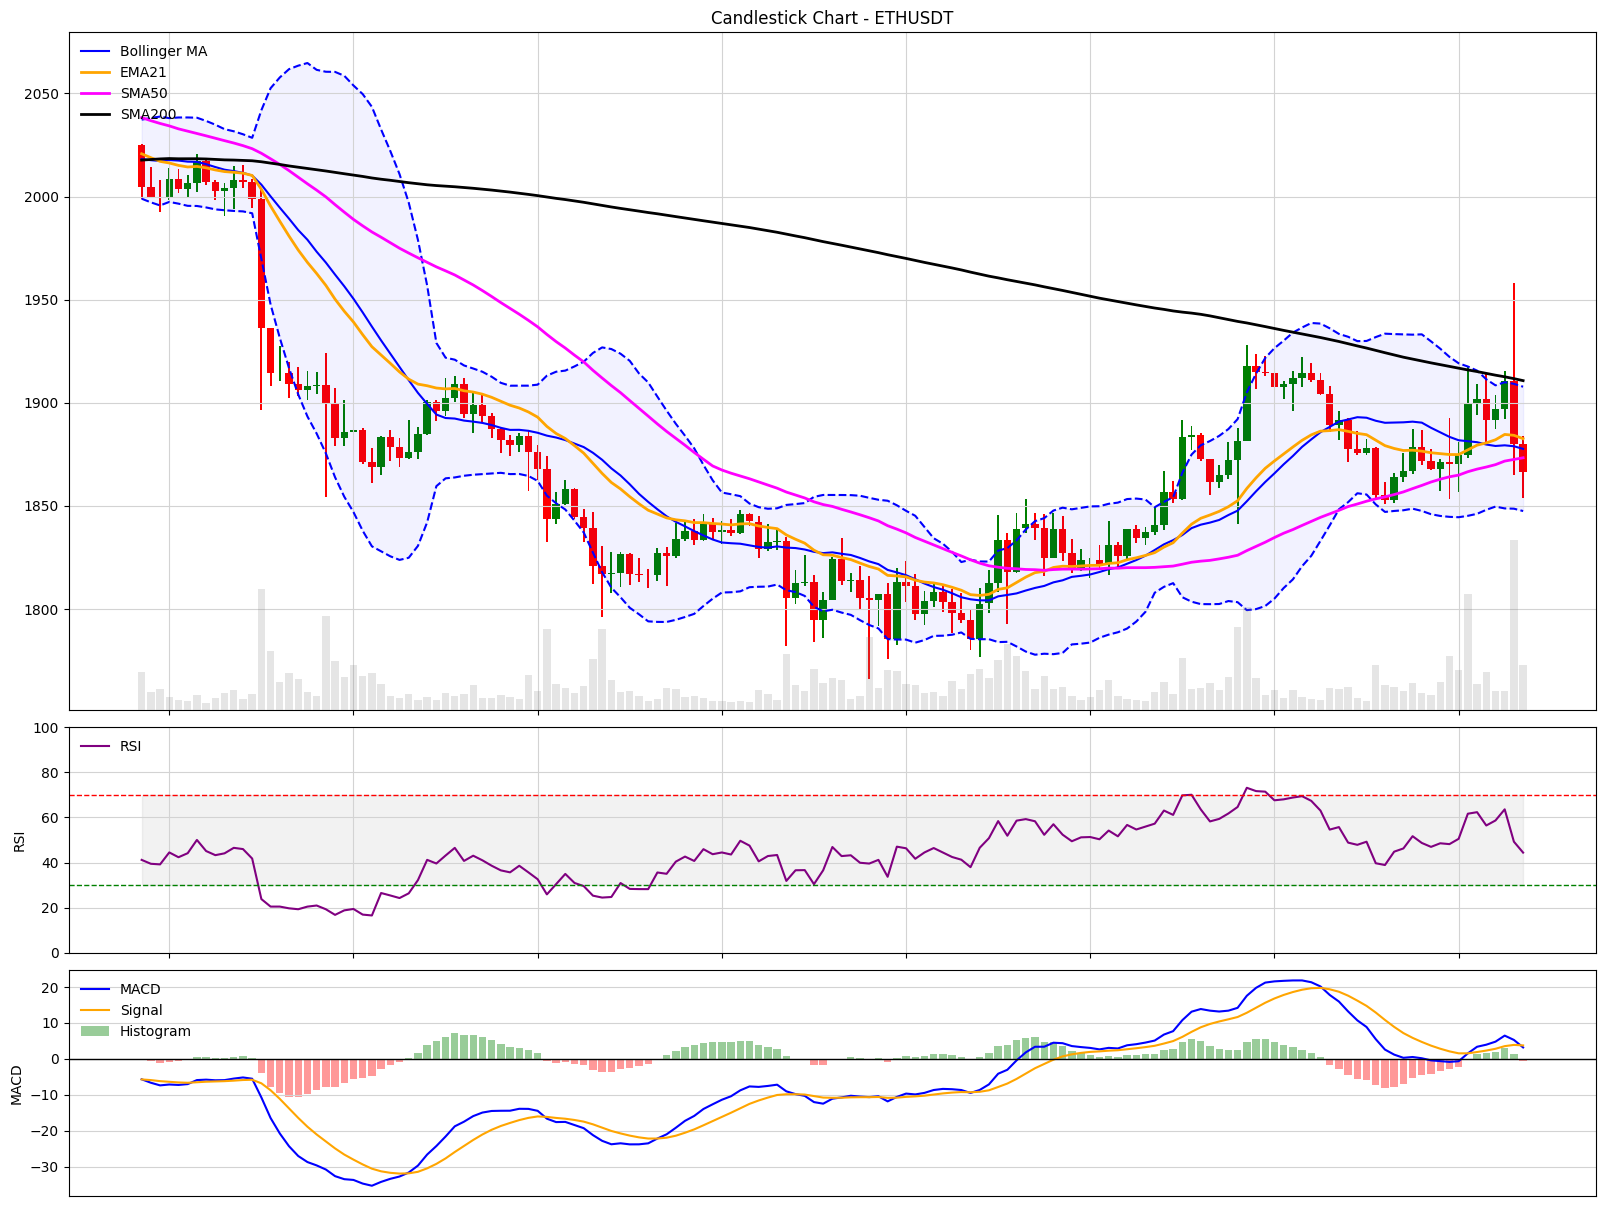 Candlestick Chart - ETHUSDT
Bollinger MA
EMA21
SMA50
SMA200
2050
2000
1950
1900
1850
1800
RSI
100
80
60
40
20
0
RSI
MACD
Signal
Histogram
20
10
0
−10
−20
−30
MACD